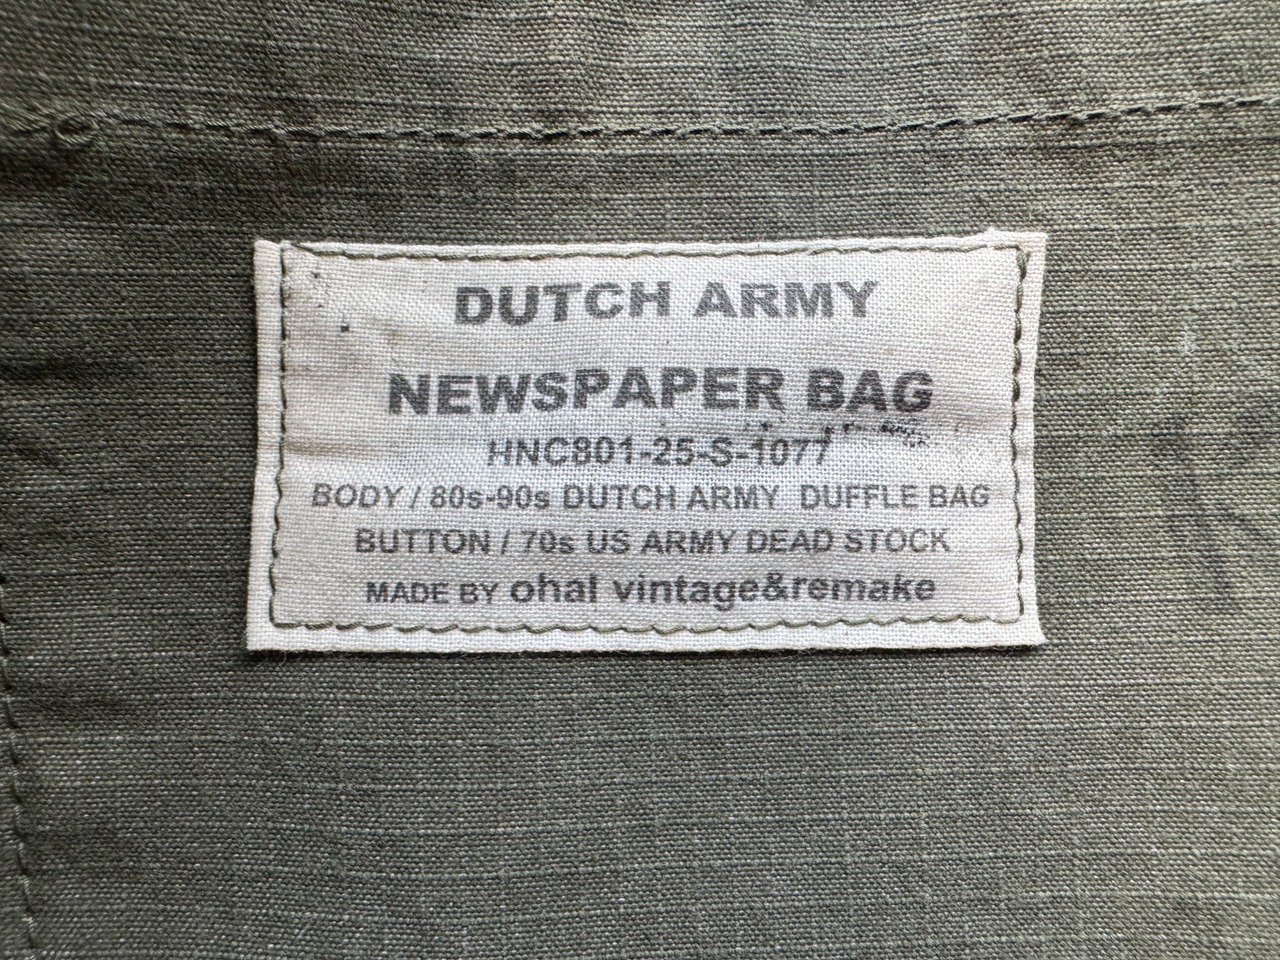 DUTCH ARMY
NEWSPAPER BAG
HNC801-25-S-1077
BODY / 80s-90s DUTCH ARMY DUFFLE BAG
BUTTON / 70s US ARMY DEAD STOCK
MADE BY ohal vintage&remake